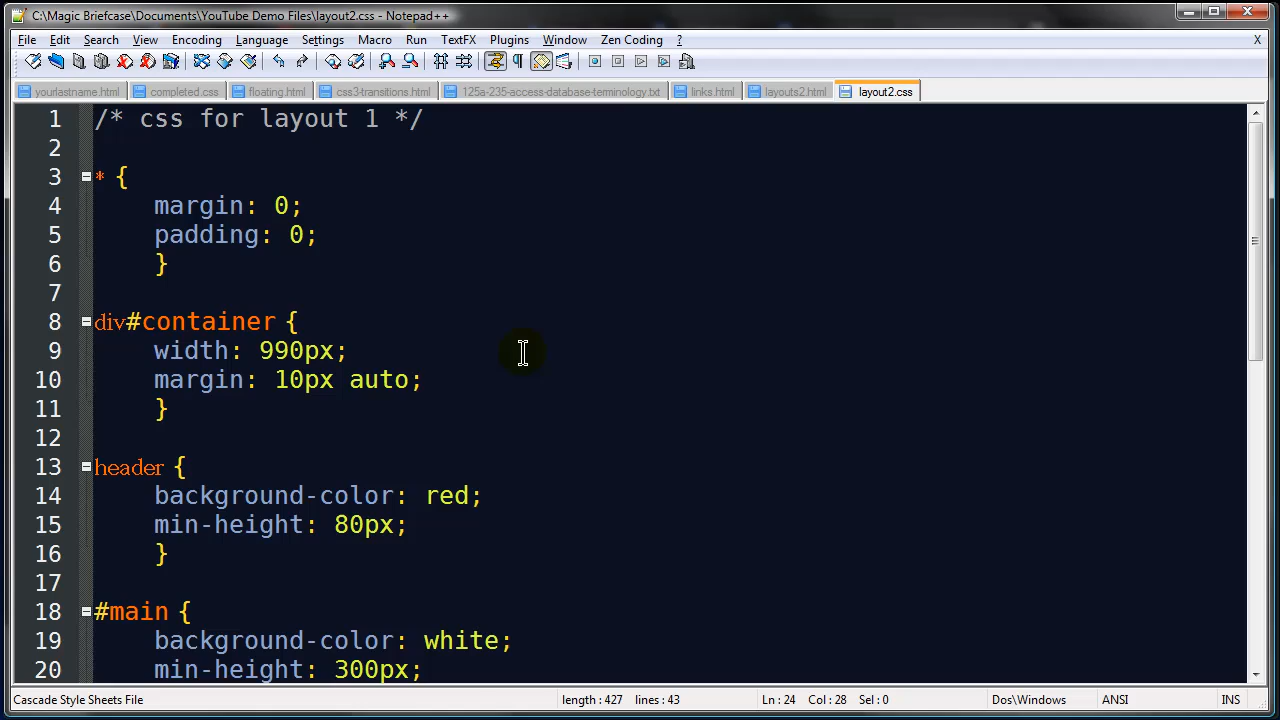 C:\Magic Briefcase\Documents\YouTube Demo Files\layout2.css - Notepad++
File Edit Search View Encoding Language Settings Macro Run TextFX Plugins Window Zen Coding ? X
yourlastname.html completed.css floating.html css3-transitions.html 125a-235-access-database-terminology.txt links.html layouts2.html layout2.css
1 /* css for layout 1 */
2
3 * {
4 margin: 0;
5 padding: 0;
6 }
7
8 div#container {
9 width: 990px;
10 margin: 10px auto;
11 }
12
13 header {
14 background-color: red;
15 min-height: 80px;
16 }
17
18 #main {
19 background-color: white;
20 min-height: 300px;
Cascade Style Sheets File length : 427 lines : 43 Ln : 24 Col : 28 Sel : 0 Dos\Windows ANSI INS